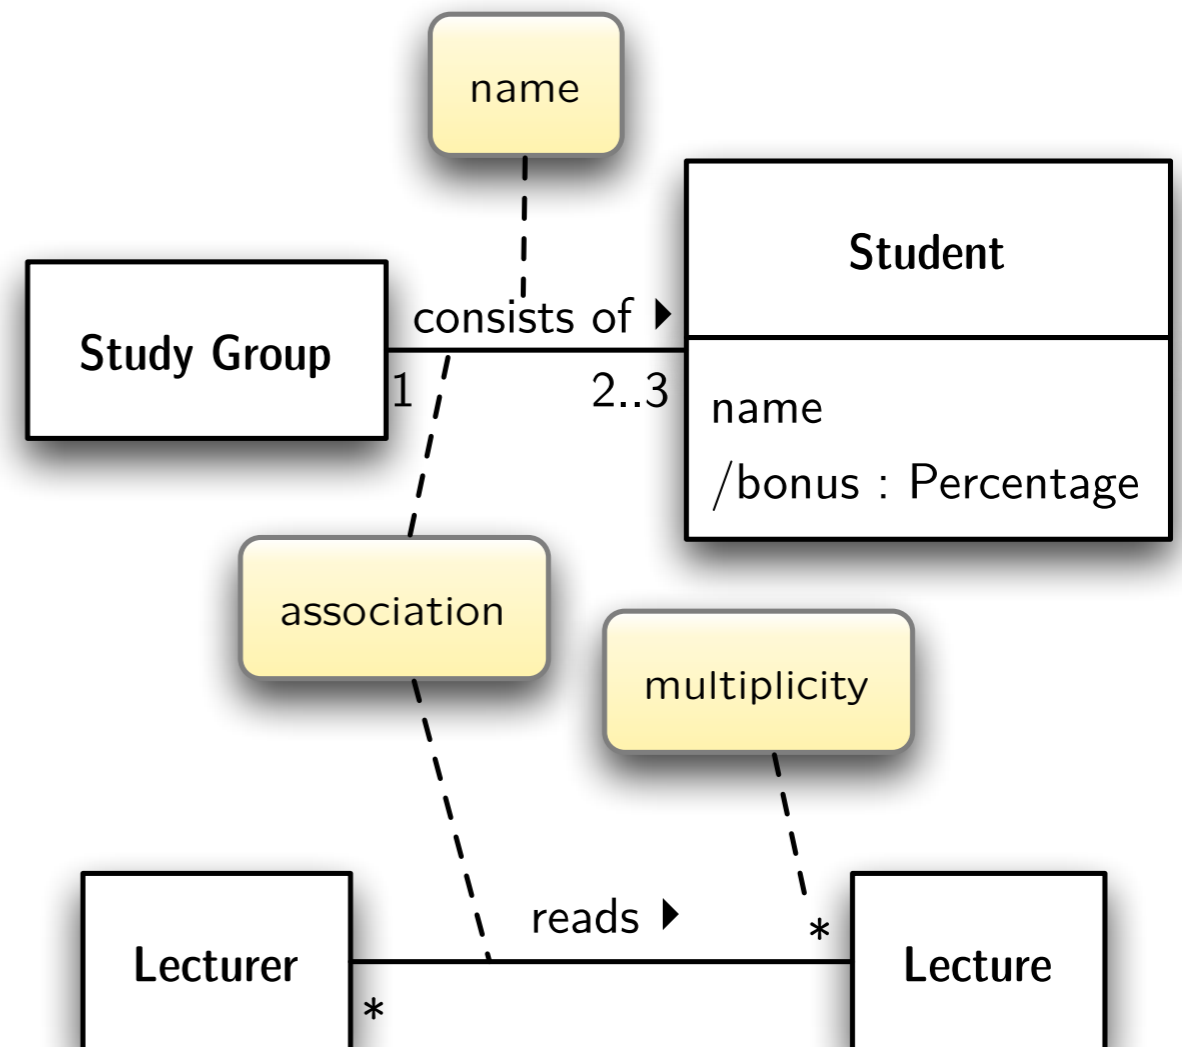 name
Student
consists of
Study Group
1
2..3
name
/bonus : Percentage
association
multiplicity
reads
*
Lecturer
Lecture
*